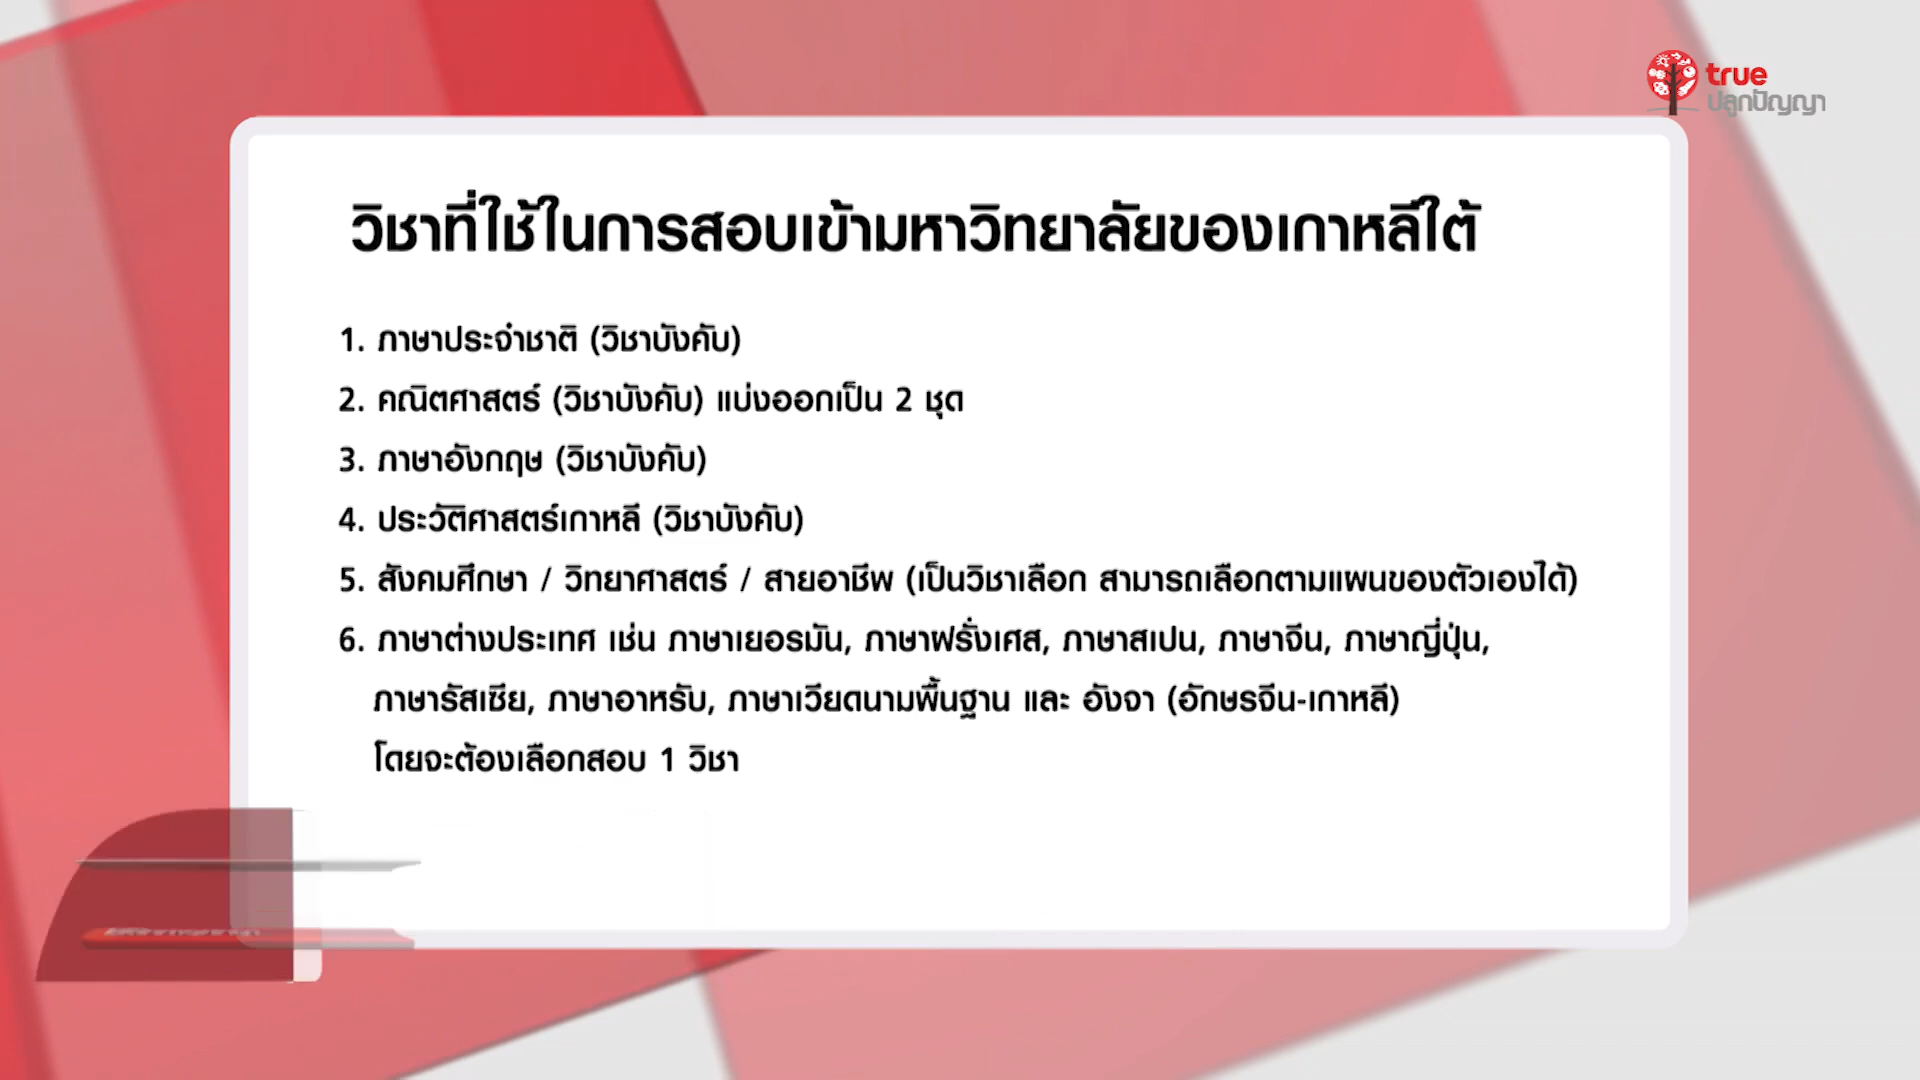 true
ปลูกปัญญา
วิชาที่ใช้ในการสอบเข้ามหาวิทยาลัยของเกาหลีใต้
1. ภาษาประจำชาติ (วิชาบังคับ)
2. คณิตศาสตร์ (วิชาบังคับ) แบ่งออกเป็น 2 ชุด
3. ภาษาอังกฤษ (วิชาบังคับ)
4. ประวัติศาสตร์เกาหลี (วิชาบังคับ)
5. สังคมศึกษา / วิทยาศาสตร์ / สายอาชีพ (เป็นวิชาเลือก สามารถเลือกตามแผนของตัวเองได้)
6. ภาษาต่างประเทศ เช่น ภาษาเยอรมัน, ภาษาฝรั่งเศส, ภาษาสเปน, ภาษาจีน, ภาษาญี่ปุ่น,
ภาษารัสเซีย, ภาษาอาหรับ, ภาษาเวียดนามพื้นฐาน และ อังจา (อักษรจีน-เกาหลี)
โดยจะต้องเลือกสอบ 1 วิชา